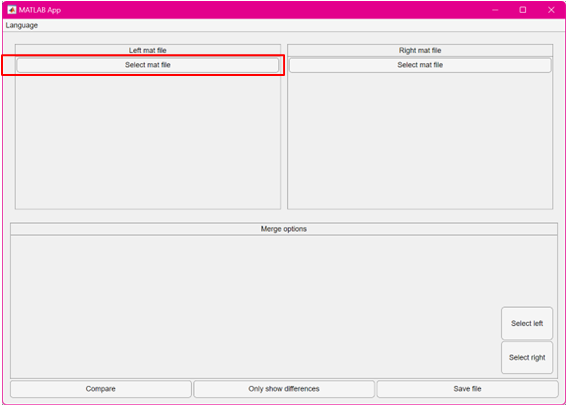 MATLAB App
Language
Left mat file
Right mat file
Select mat file
Select mat file
Merge options
Select left
Select right
Compare
Only show differences
Save file